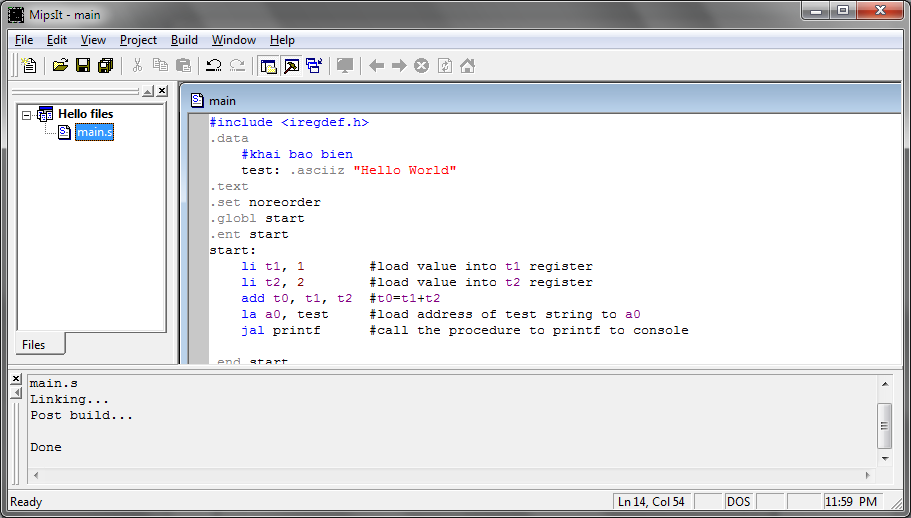 MipsIt - main
File Edit View Project Build Window Help
Hello files
main.s
Files
main
#include <iregdef.h>
.data
    #khai bao bien
    test: .asciiz "Hello World"
.text
.set noreorder
.globl start
.ent start
start:
    li t1, 1        #load value into t1 register
    li t2, 2        #load value into t2 register
    add t0, t1, t2  #t0=t1+t2
    la a0, test     #load address of test string to a0
    jal printf      #call the procedure to printf to console
.end start
main.s
Linking...
Post build...
Done
Ready Ln 14, Col 54 DOS 11:59 PM